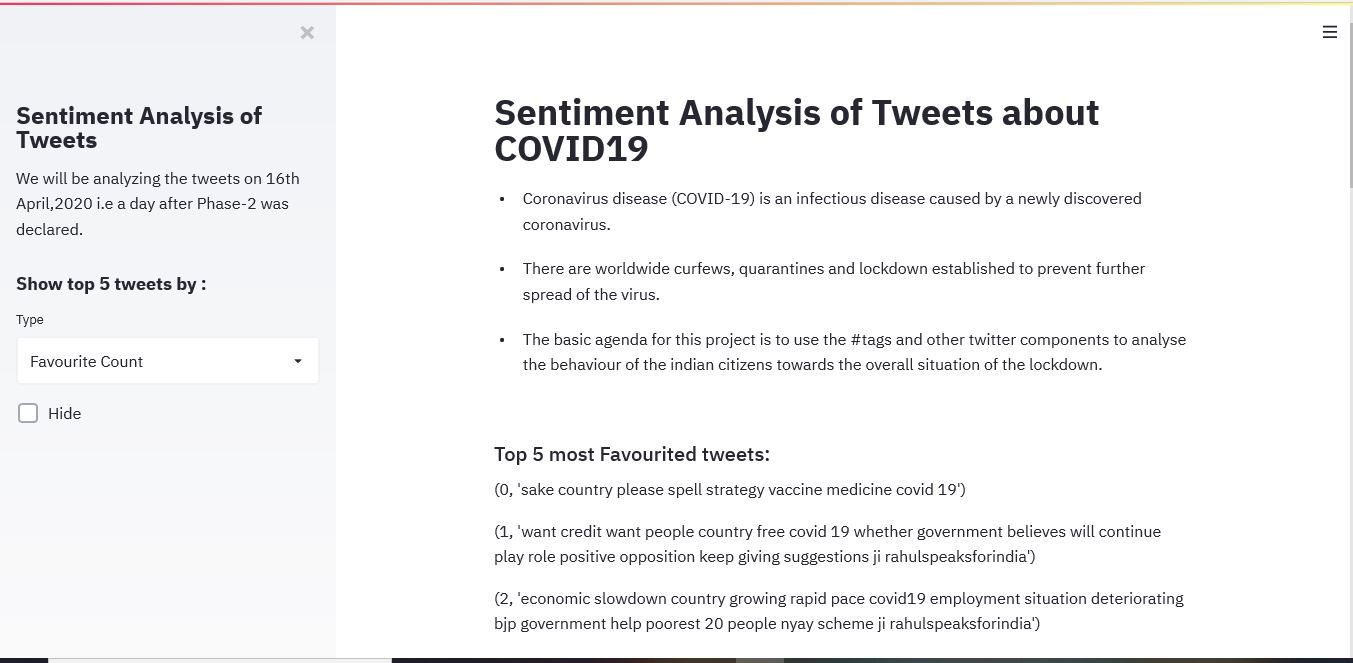 Sentiment Analysis of
Tweets
We will be analyzing the tweets on 16th
April,2020 i.e a day after Phase-2 was
declared.
Show top 5 tweets by :
Type
Favourite Count
Hide
Sentiment Analysis of Tweets about
COVID19
• Coronavirus disease (COVID-19) is an infectious disease caused by a newly discovered
coronavirus.
• There are worldwide curfews, quarantines and lockdown established to prevent further
spread of the virus.
• The basic agenda for this project is to use the #tags and other twitter components to analyse
the behaviour of the indian citizens towards the overall situation of the lockdown.
Top 5 most Favourited tweets:
(0, 'sake country please spell strategy vaccine medicine covid 19')
(1, 'want credit want people country free covid 19 whether government believes will continue
play role positive opposition keep giving suggestions ji rahulspeaksforindia')
(2, 'economic slowdown country growing rapid pace covid19 employment situation deteriorating
bjp government help poorest 20 people nyay scheme ji rahulspeaksforindia')